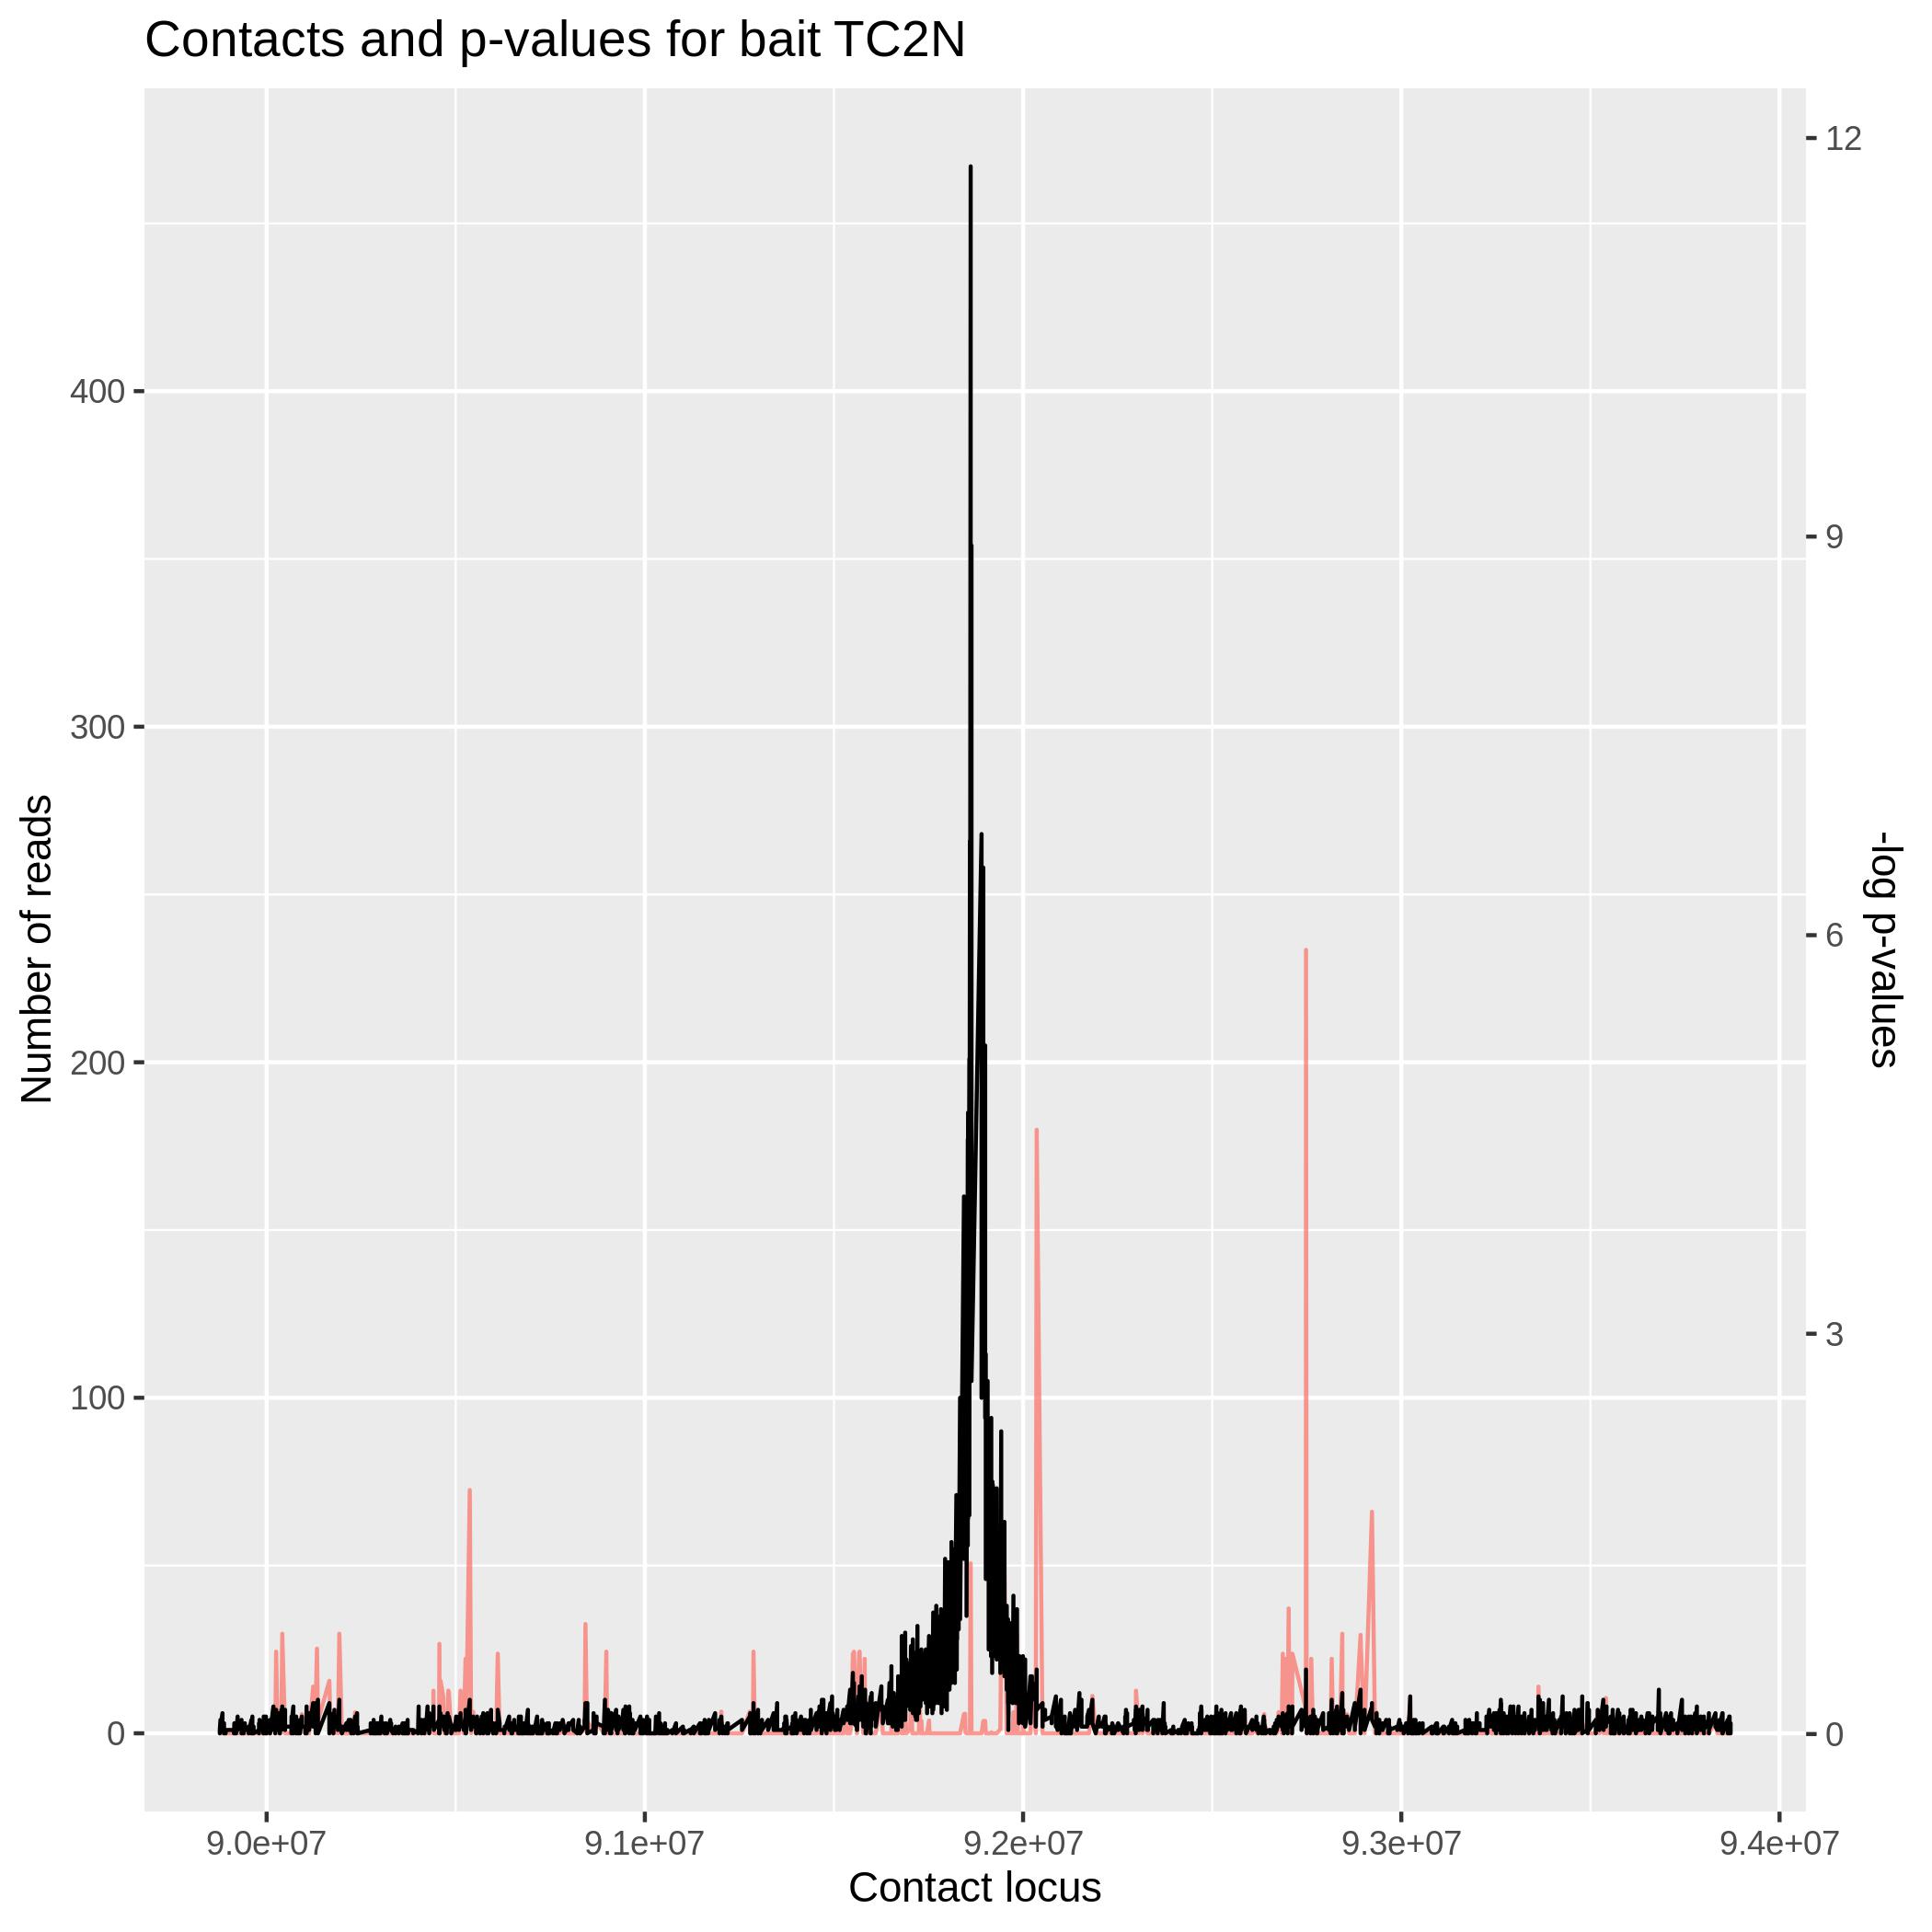 Contacts and p-values for bait TC2N
Number of reads
400
300
200
100
0
12
9
6
3
0
-log p-values
9.0e+07
9.1e+07
9.2e+07
9.3e+07
9.4e+07
Contact locus